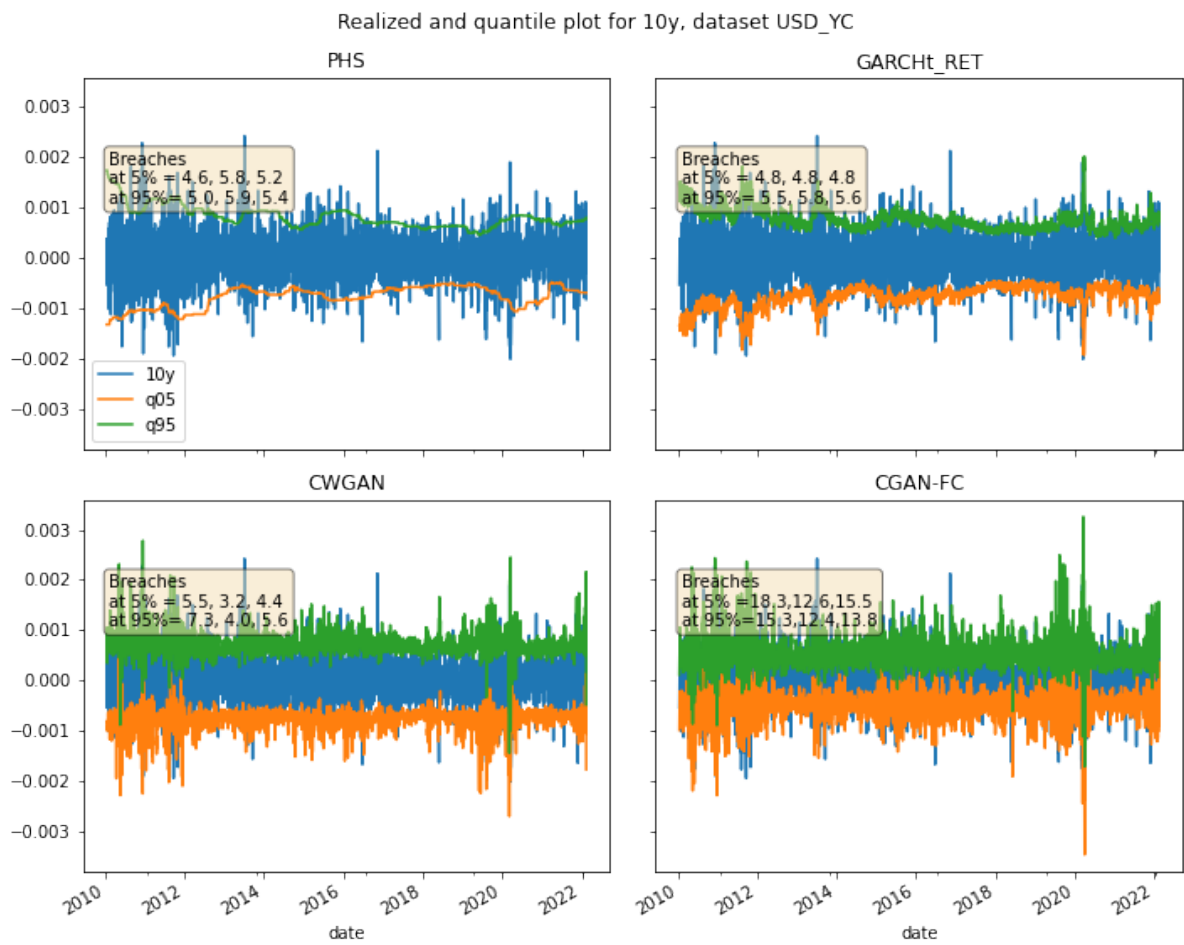 Realized and quantile plot for 10y, dataset USD_YC
PHS
GARCHt_RET
0.003
0.002
0.001
0.000
−0.001
−0.002
−0.003
Breaches
at 5% = 4.6, 5.8, 5.2
at 95%= 5.0, 5.9, 5.4
10y
q05
q95
Breaches
at 5% = 4.8, 4.8, 4.8
at 95%= 5.5, 5.8, 5.6
CWGAN
CGAN-FC
0.003
0.002
0.001
0.000
−0.001
−0.002
−0.003
Breaches
at 5% = 5.5, 3.2, 4.4
at 95%= 7.3, 4.0, 5.6
Breaches
at 5% =18.3,12.6,15.5
at 95%=15.3,12.4,13.8
2010 2012 2014 2016 2018 2020 2022
date
2010 2012 2014 2016 2018 2020 2022
date